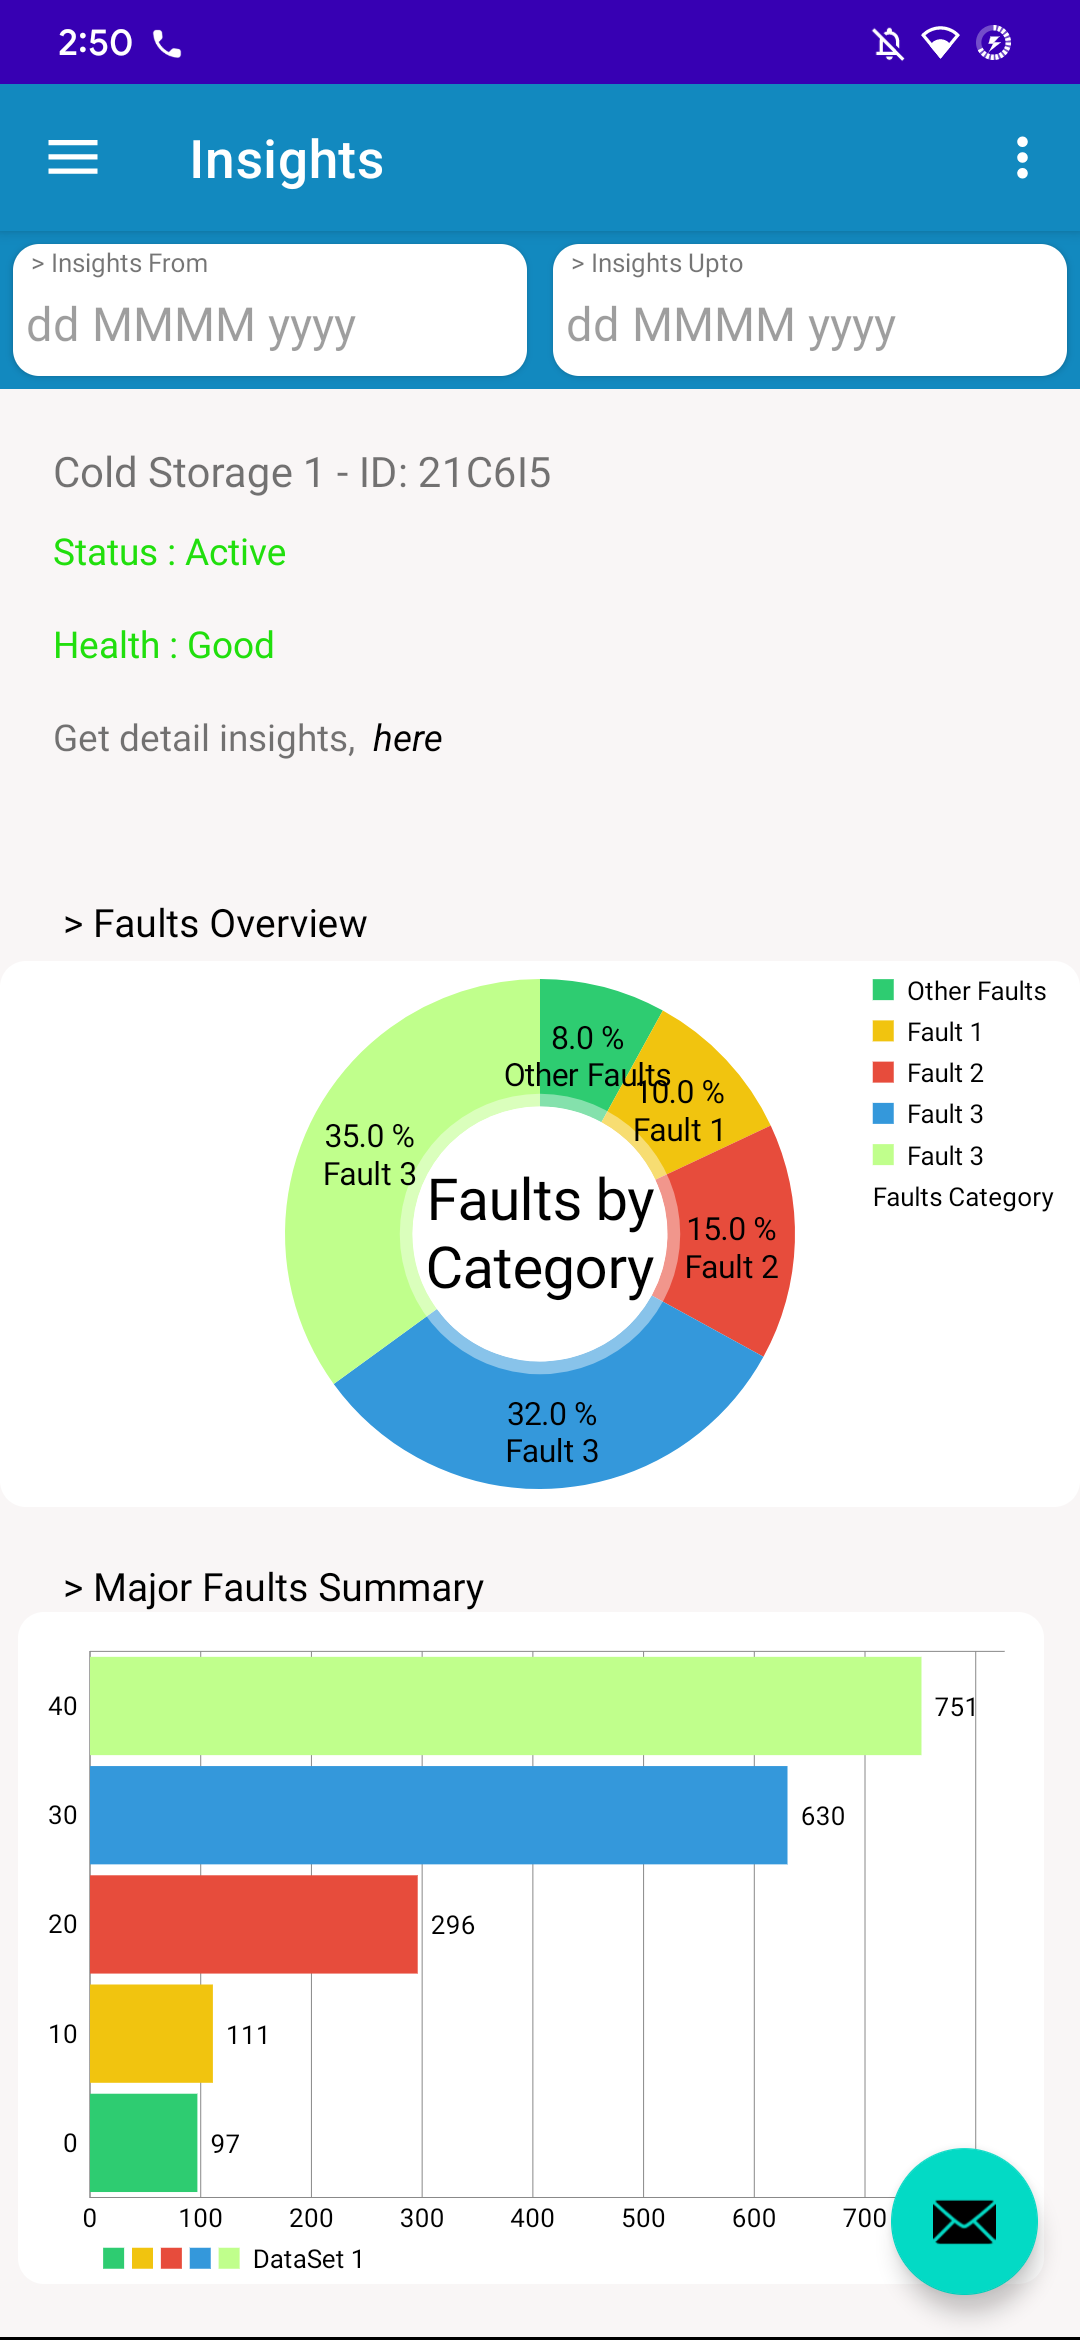 2:50
Insights
> Insights From
dd MMMM yyyy
> Insights Upto
dd MMMM yyyy
Cold Storage 1 - ID: 21C6I5
Status : Active
Health : Good
Get detail insights, here
> Faults Overview
8.0 %
Other Faults
10.0 %
Fault 1
15.0 %
Fault 2
32.0 %
Fault 3
35.0 %
Fault 3
Faults by
Category
Other Faults
Fault 1
Fault 2
Fault 3
Fault 3
Faults Category
> Major Faults Summary
40
751
30
630
20
296
10
111
0
97
0 100 200 300 400 500 600 700
DataSet 1